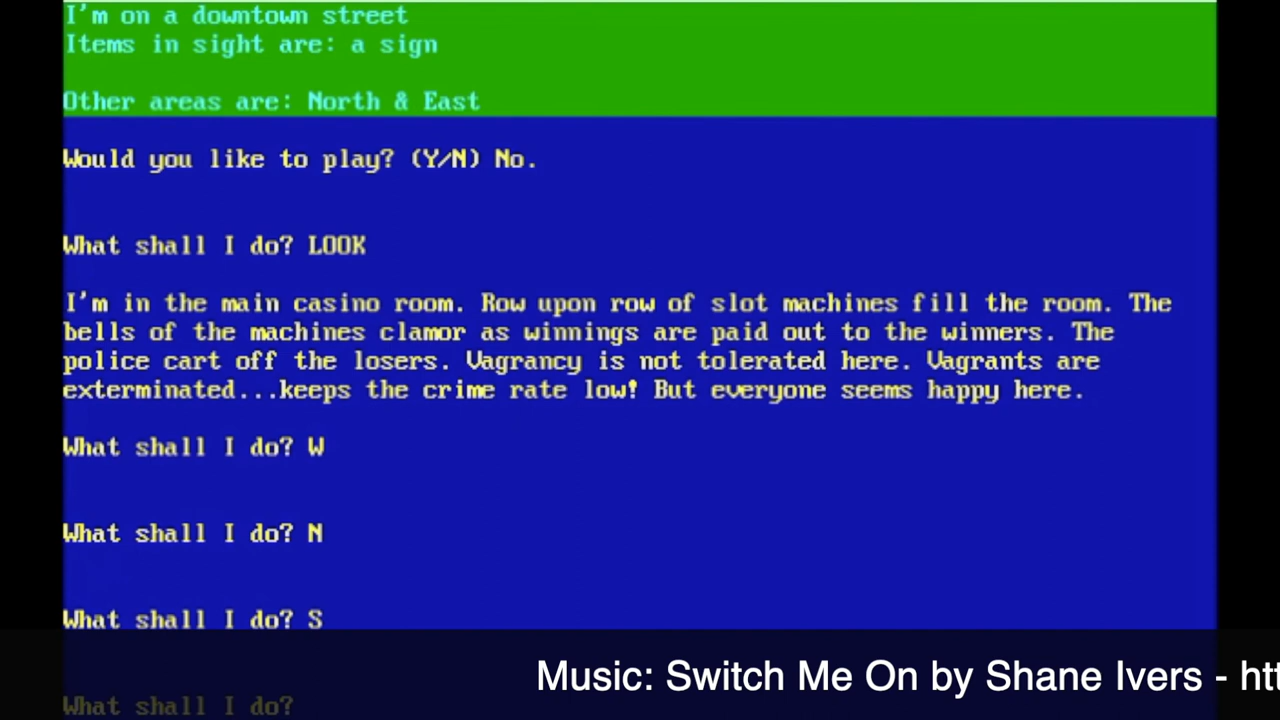 I'm on a downtown street
Items in sight are: a sign
Other areas are: North & East
Would you like to play? (Y/N) No.
What shall I do? LOOK
I'm in the main casino room. Row upon row of slot machines fill the room. The
bells of the machines clamor as winnings are paid out to the winners. The
police cart off the losers. Vagrancy is not tolerated here. Vagrants are
exterminated...keeps the crime rate low! But everyone seems happy here.
What shall I do? W
What shall I do? N
What shall I do? S
Music: Switch Me On by Shane Ivers - htt
What shall I do?